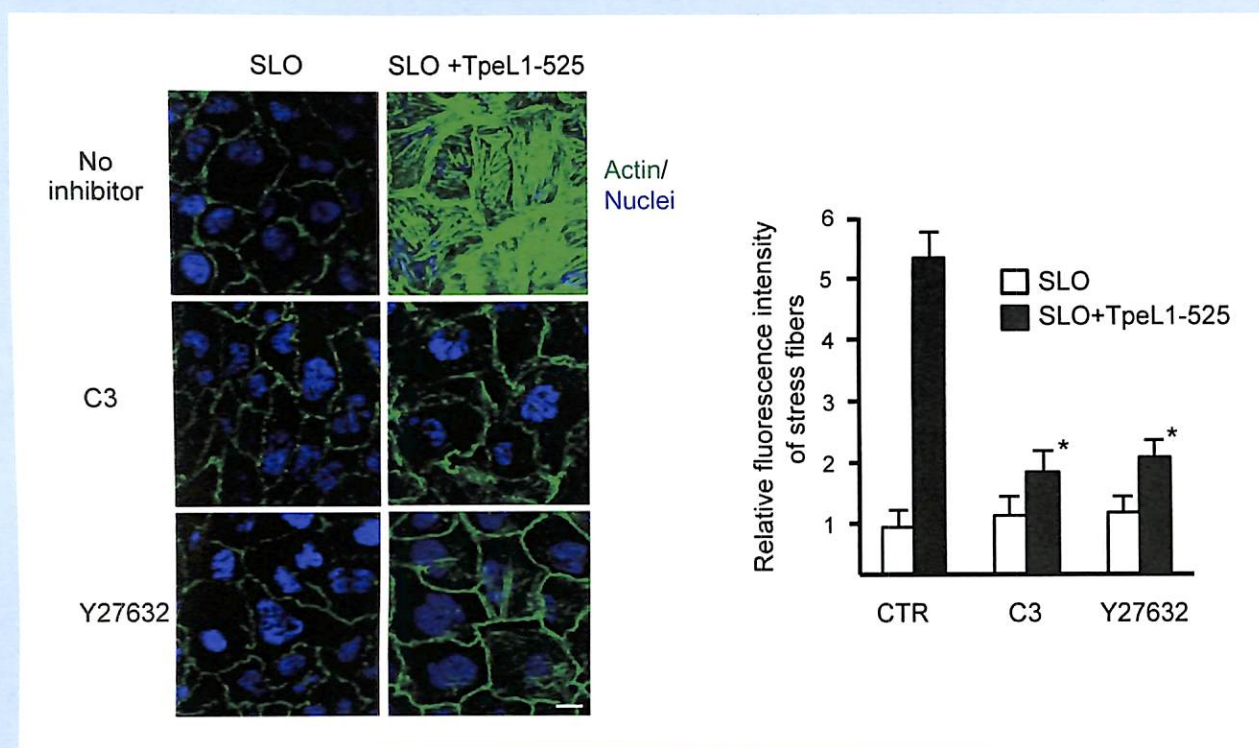 SLO
SLO +TpeL1-525
No
inhibitor
C3
Y27632
Actin/
Nuclei
Relative fluorescence intensity
of stress fibers
6
5
4
3
2
1
SLO
SLO+TpeL1-525
*
*
CTR
C3
Y27632